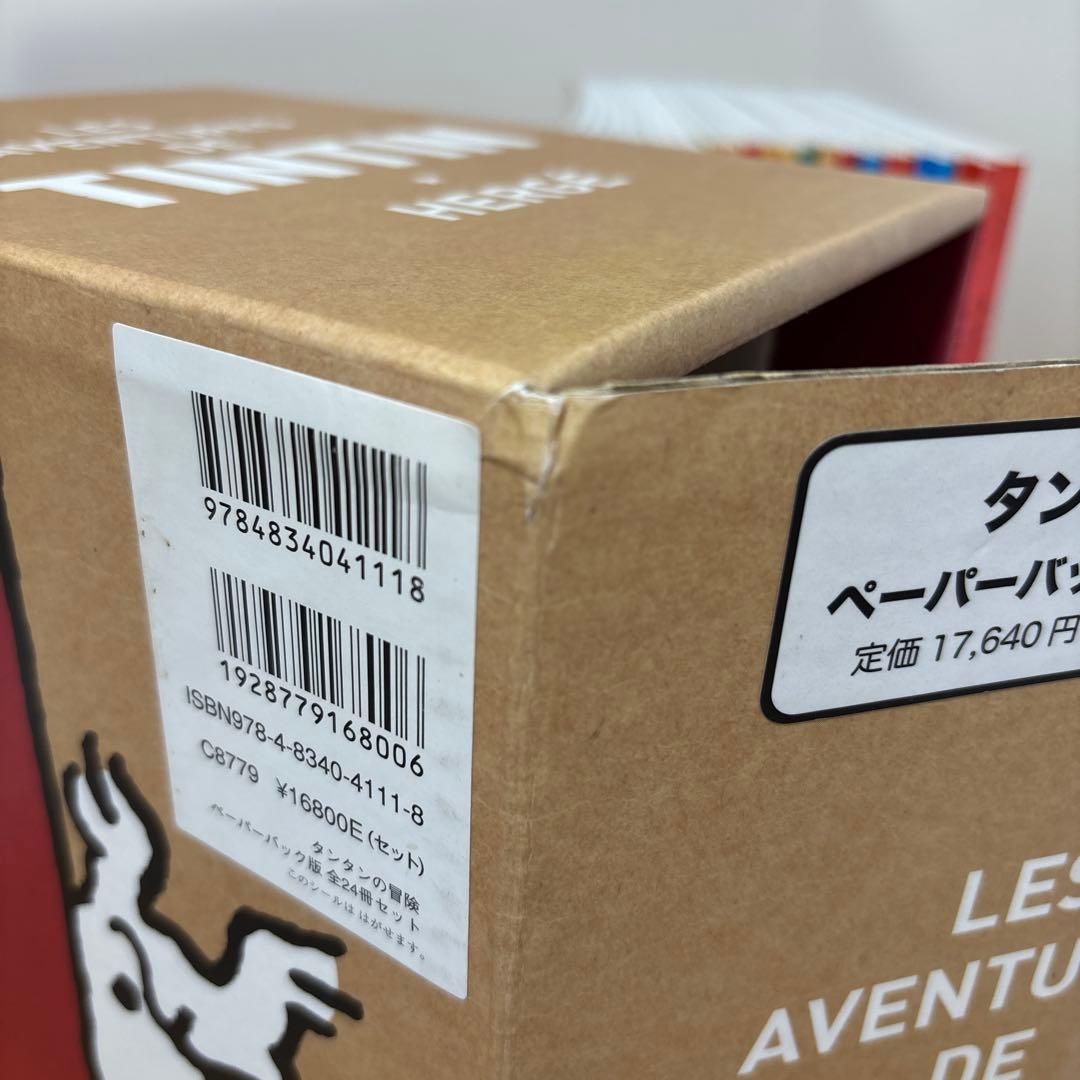 LES
AVENTURES
DE
TINTIN
HERGÉ
9784834041118
1928779168006
ISBN978-4-8340-4111-8
C8779 ¥16800E(セット)
タンタンの冒険
ペーパーバック版 全24冊セット
このシールは はがせます。
タン
ペーパーバッ
定価 17,640 円
LES
AVENTU
DE